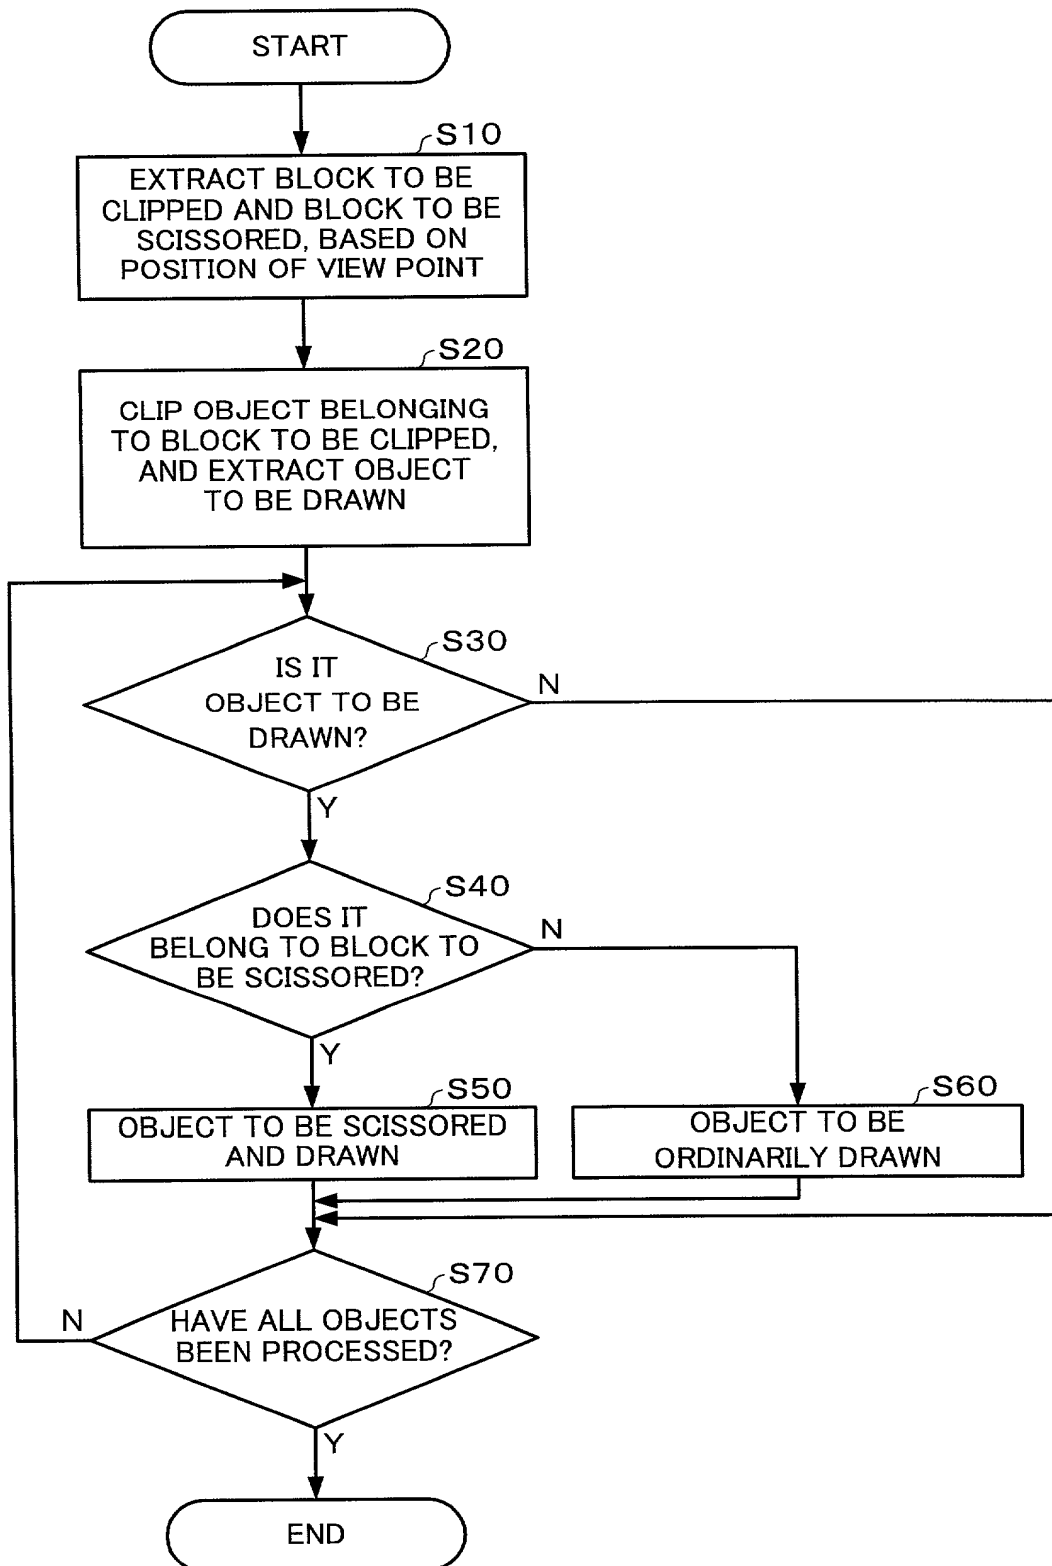 START
S10
EXTRACT BLOCK TO BE
CLIPPED AND BLOCK TO BE
SCISSORED, BASED ON
POSITION OF VIEW POINT
S20
CLIP OBJECT BELONGING
TO BLOCK TO BE CLIPPED,
AND EXTRACT OBJECT
TO BE DRAWN
S30
IS IT
OBJECT TO BE
DRAWN?
N
Y
S40
DOES IT
BELONG TO BLOCK TO
BE SCISSORED?
N
Y
S50
OBJECT TO BE SCISSORED
AND DRAWN
S60
OBJECT TO BE
ORDINARILY DRAWN
S70
HAVE ALL OBJECTS
BEEN PROCESSED?
N
Y
END